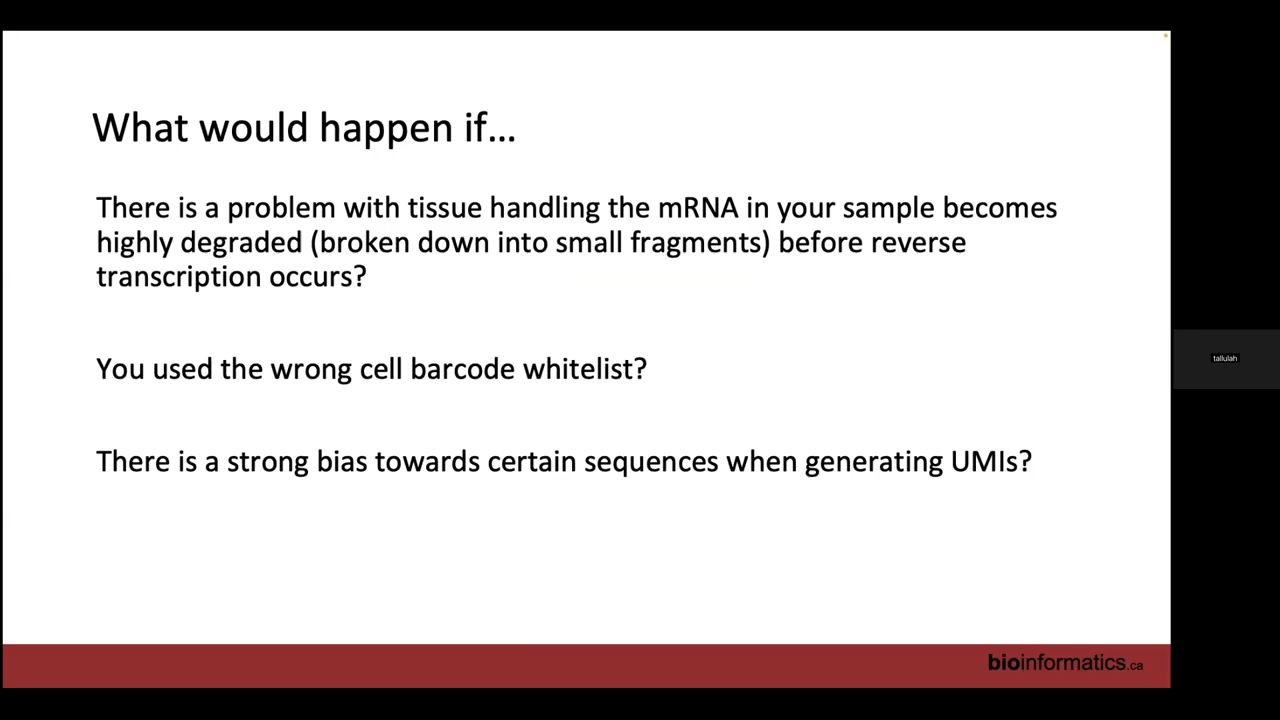 What would happen if...
There is a problem with tissue handling the mRNA in your sample becomes
highly degraded (broken down into small fragments) before reverse
transcription occurs?
You used the wrong cell barcode whitelist?
tallulah
There is a strong bias towards certain sequences when generating UMIs?
bioinformatics.ca